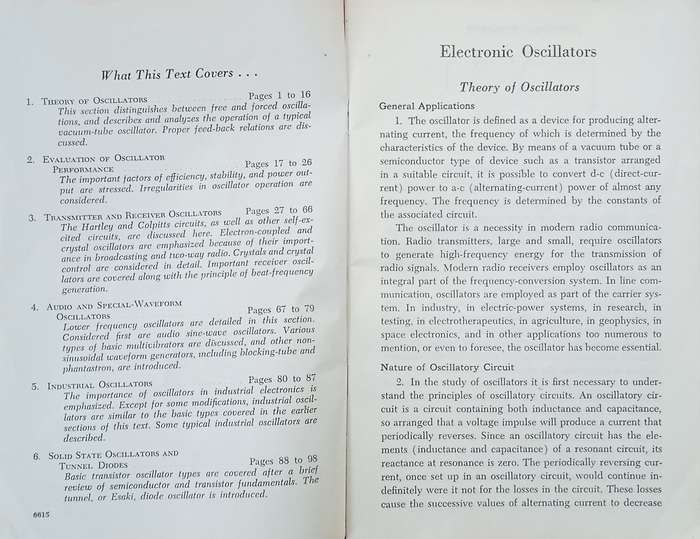 What This Text Covers . . .
1. Theory of Oscillators Pages 1 to 16
This section distinguishes between free and forced oscilla-
tions, and describes and analyzes the operation of a typical
vacuum-tube oscillator. Proper feed-back relations are dis-
cussed.
2. Evaluation of Oscillator
Performance Pages 17 to 26
The important factors of efficiency, stability, and power out-
put are stressed. Irregularities in oscillator operation are
considered.
3. Transmitter and Receiver Oscillators Pages 27 to 66
The Hartley and Colpitts circuits, as well as other self-ex-
cited circuits, are discussed here. Electron-coupled and
crystal oscillators are emphasized because of their import-
ance in broadcasting and two-way radio. Crystals and crystal
control are considered in detail. Important receiver oscil-
lators are covered along with the principle of beat-frequency
generation.
4. Audio and Special-Waveform
Oscillators Pages 67 to 79
Lower frequency oscillators are detailed in this section.
Considered first are audio sine-wave oscillators. Various
types of basic multivibrators are discussed, and other non-
sinusoidal waveform generators, including blocking-tube and
phantastron, are introduced.
5. Industrial Oscillators Pages 80 to 87
The importance of oscillators in industrial electronics is
emphasized. Except for some modifications, industrial oscil-
lators are similar to the basic types covered in the earlier
sections of this text. Some typical industrial oscillators are
described.
6. Solid State Oscillators and
Tunnel Diodes Pages 88 to 98
Basic transistor oscillator types are covered after a brief
review of semiconductor and transistor fundamentals. The
tunnel, or Esaki, diode oscillator is introduced.
6615
Electronic Oscillators
Theory of Oscillators
General Applications
1. The oscillator is defined as a device for producing alter-
nating current, the frequency of which is determined by the
characteristics of the device. By means of a vacuum tube or a
semiconductor type of device such as a transistor arranged
in a suitable circuit, it is possible to convert d-c (direct-cur-
rent) power to a-c (alternating-current) power of almost any
frequency. The frequency is determined by the constants of
the associated circuit.
The oscillator is a necessity in modern radio communica-
tion. Radio transmitters, large and small, require oscillators
to generate high-frequency energy for the transmission of
radio signals. Modern radio receivers employ oscillators as an
integral part of the frequency-conversion system. In line com-
munication, oscillators are employed as part of the carrier sys-
tem. In industry, in electric-power systems, in research, in
testing, in electrotherapeutics, in agriculture, in geophysics, in
space electronics, and in other applications too numerous to
mention, or even to foresee, the oscillator has become essential.
Nature of Oscillatory Circuit
2. In the study of oscillators it is first necessary to under-
stand the principles of oscillatory circuits. An oscillatory cir-
cuit is a circuit containing both inductance and capacitance,
so arranged that a voltage impulse will produce a current that
periodically reverses. Since an oscillatory circuit has the ele-
ments (inductance and capacitance) of a resonant circuit, its
reactance at resonance is zero. The periodically reversing cur-
rent, once set up in an oscillatory circuit, would continue in-
definitely were it not for the losses in the circuit. These losses
cause the successive values of alternating current to decrease